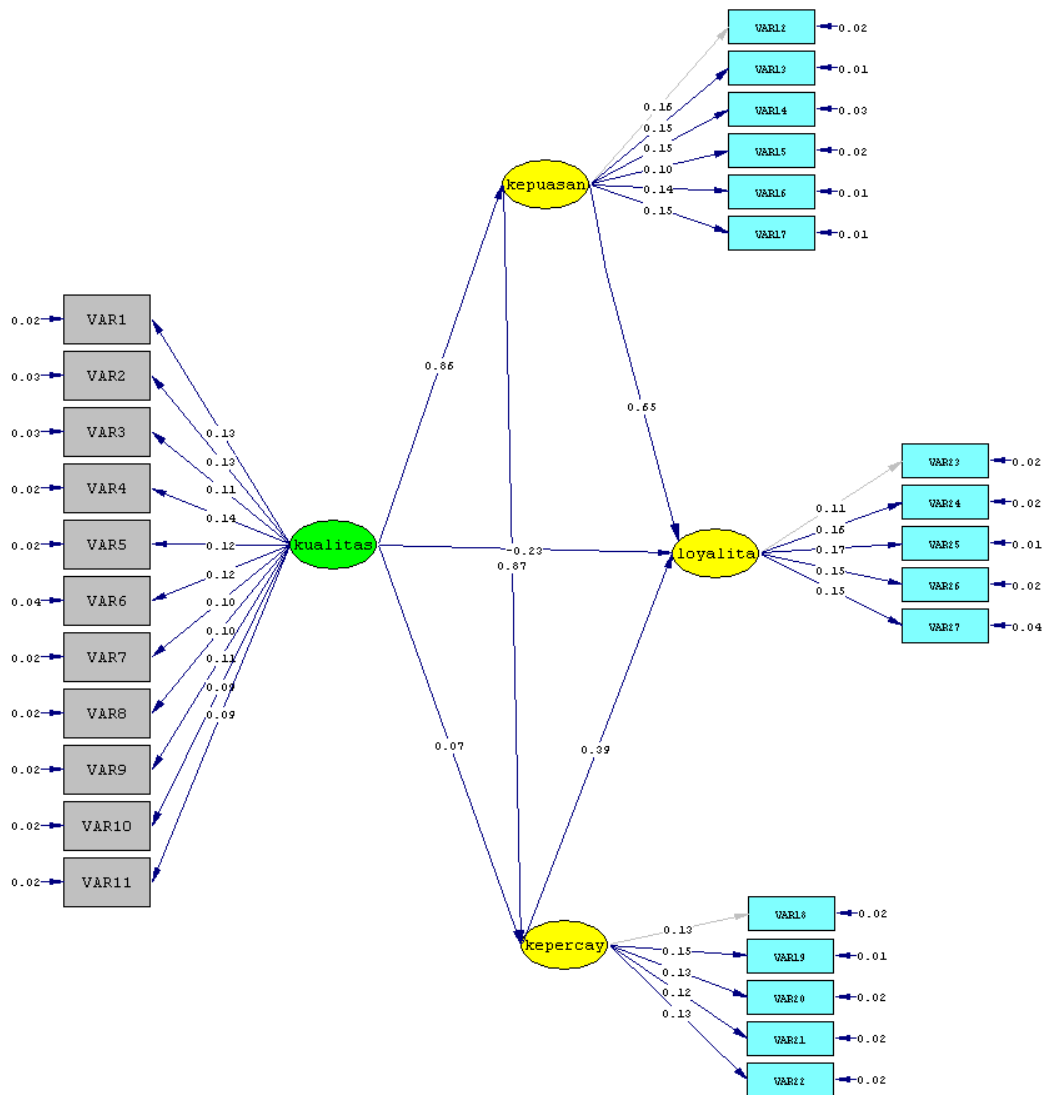 VAR12
0.02
VAR13
0.01
VAR14
0.03
VAR15
0.02
VAR16
0.01
VAR17
0.01
0.16
0.15
0.15
0.10
0.14
0.15
kepuasan
0.02
VAR1
0.03
VAR2
0.03
VAR3
0.02
VAR4
0.02
VAR5
0.04
VAR6
0.02
VAR7
0.02
VAR8
0.02
VAR9
0.02
VAR10
0.02
VAR11
0.13
0.13
0.11
0.14
0.12
0.12
0.10
0.10
0.11
0.09
0.09
kualitas
0.86
0.65
-0.23
0.87
0.07
0.39
loyalita
0.11
0.16
0.17
0.15
0.15
VAR23
0.02
VAR24
0.02
VAR25
0.01
VAR26
0.02
VAR27
0.04
kepercay
0.13
0.15
0.13
0.12
0.13
VAR18
0.02
VAR19
0.01
VAR20
0.02
VAR21
0.02
VAR22
0.02